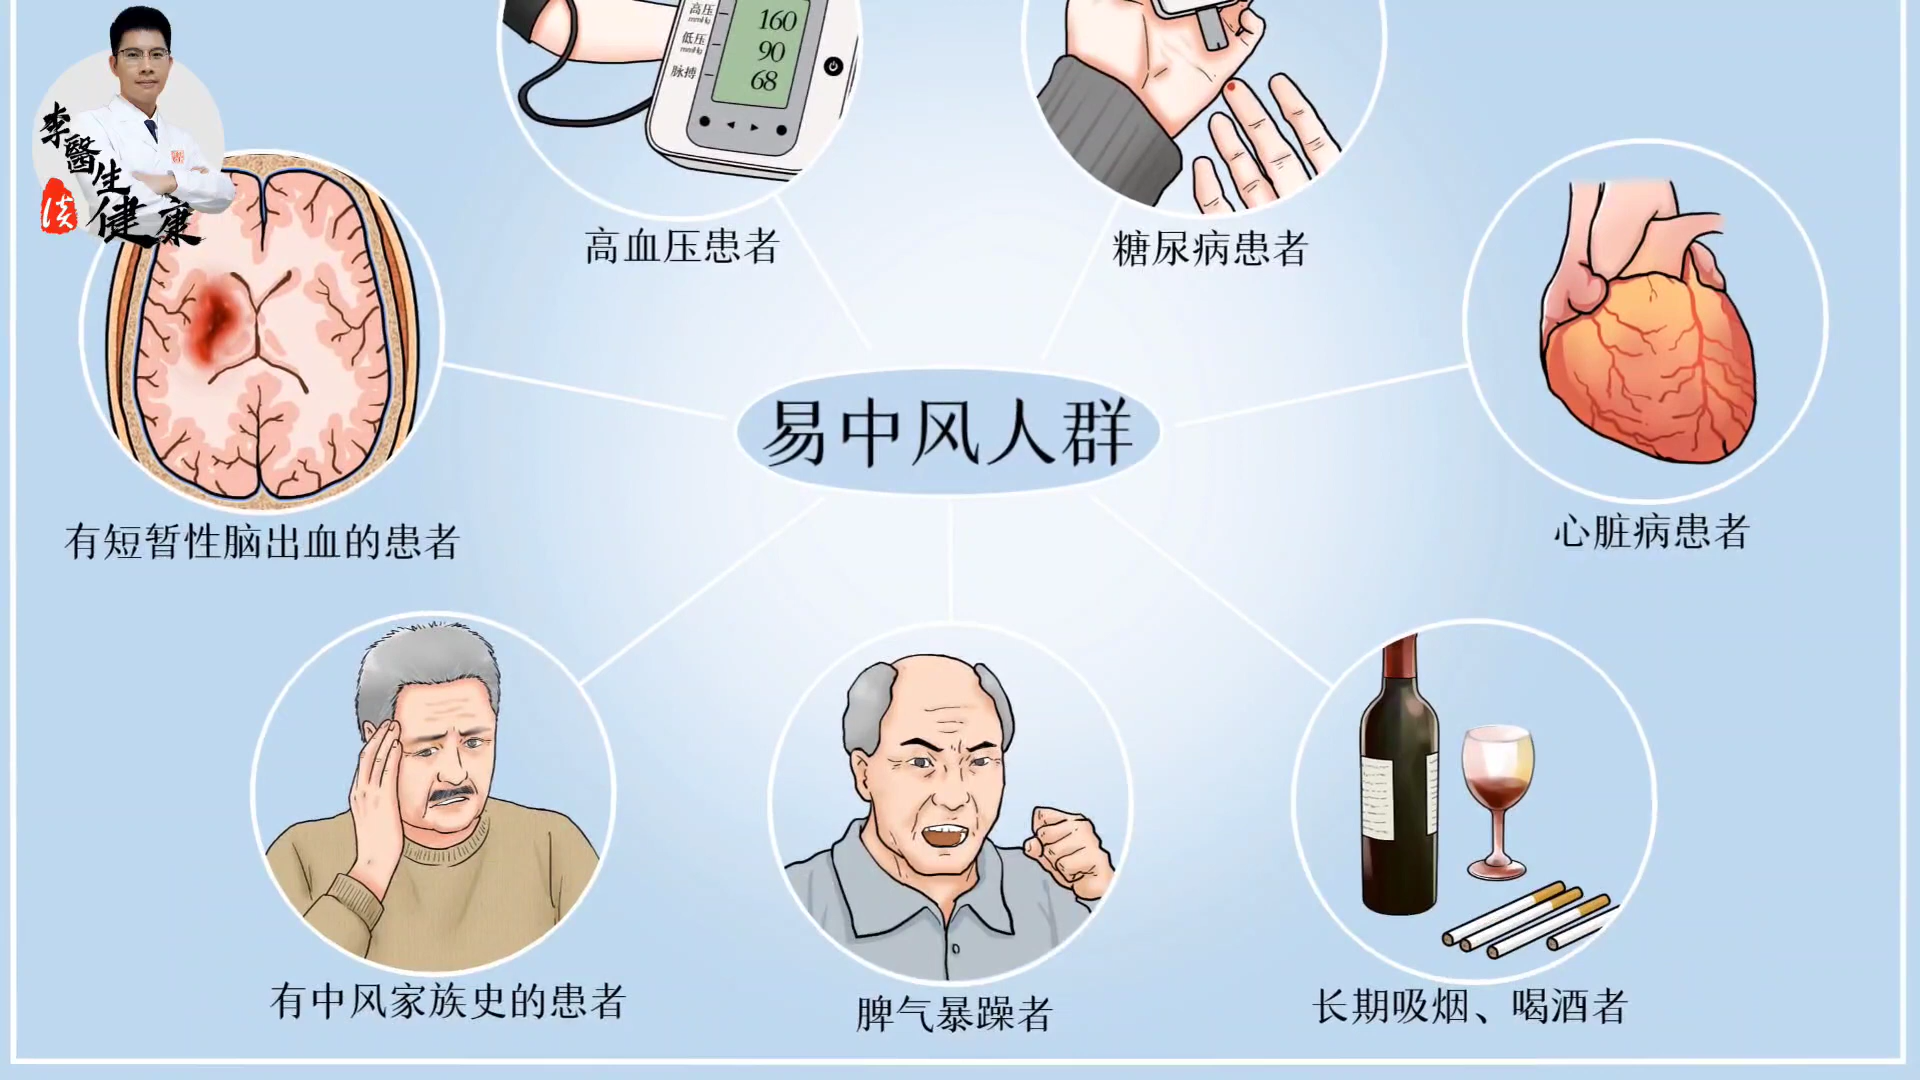 李醫生
谈健康
高压
mmHg
160
低压
mmHg
90
脉搏
68
高血压患者
糖尿病患者
易中风人群
有短暂性脑出血的患者
心脏病患者
有中风家族史的患者
脾气暴躁者
长期吸烟、喝酒者